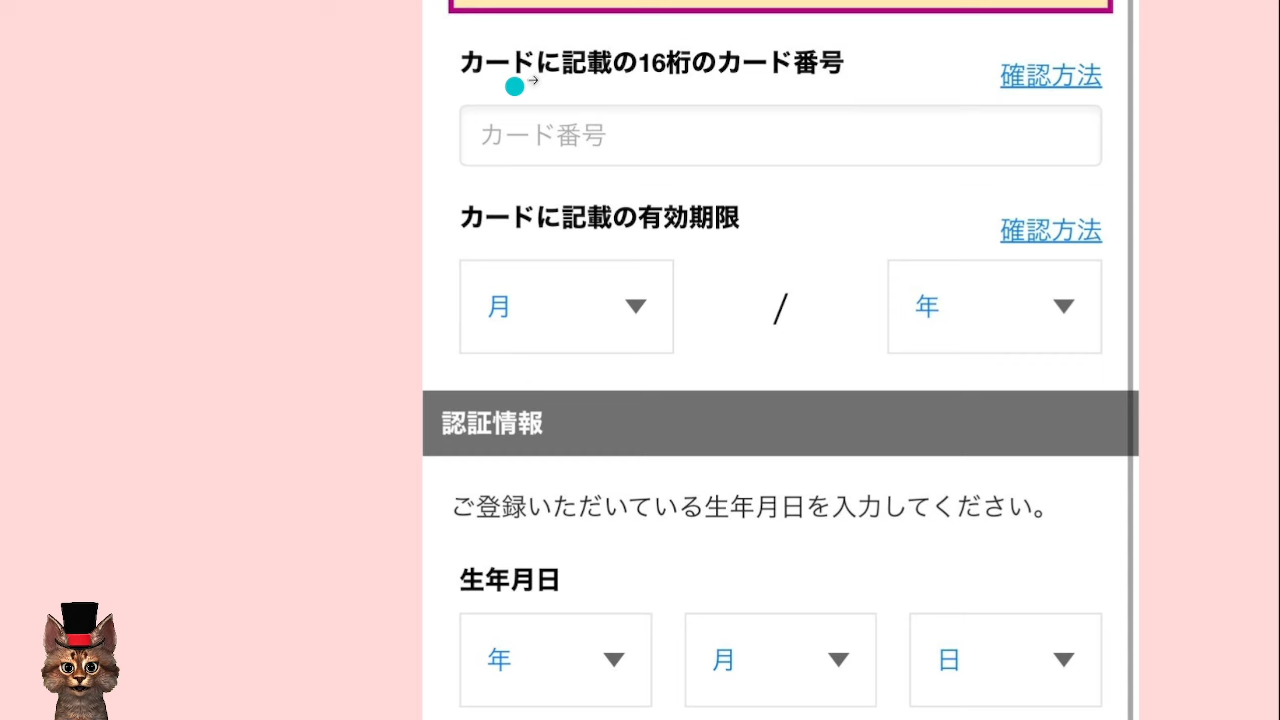 カードに記載の16桁のカード番号
確認方法
カード番号
カードに記載の有効期限
確認方法
月 / 年
認証情報
ご登録いただいている生年月日を入力してください。
生年月日
年 月 日